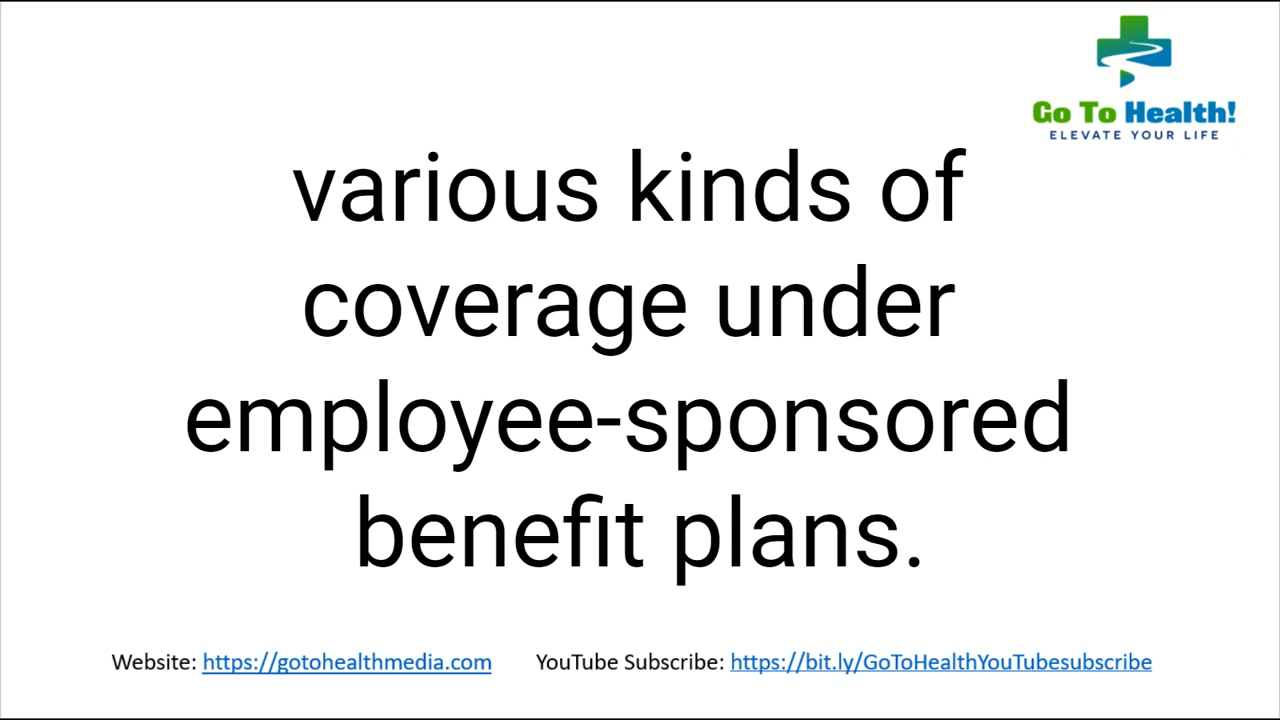 Go To Health!
ELEVATE YOUR LIFE
various kinds of
coverage under
employee-sponsored
benefit plans.
Website: https://gotohealthmedia.com YouTube Subscribe: https://bit.ly/GoToHealthYouTubesubscribe